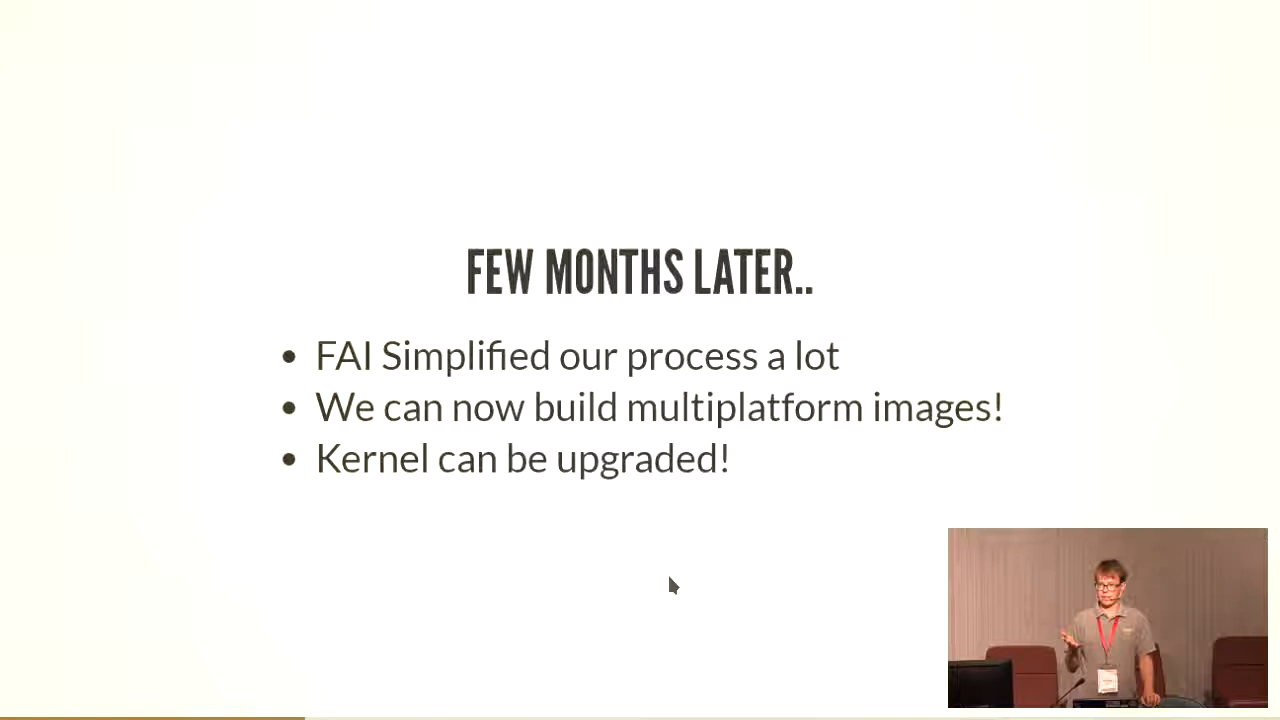 FEW MONTHS LATER..
• FAI Simplified our process a lot
• We can now build multiplatform images!
• Kernel can be upgraded!